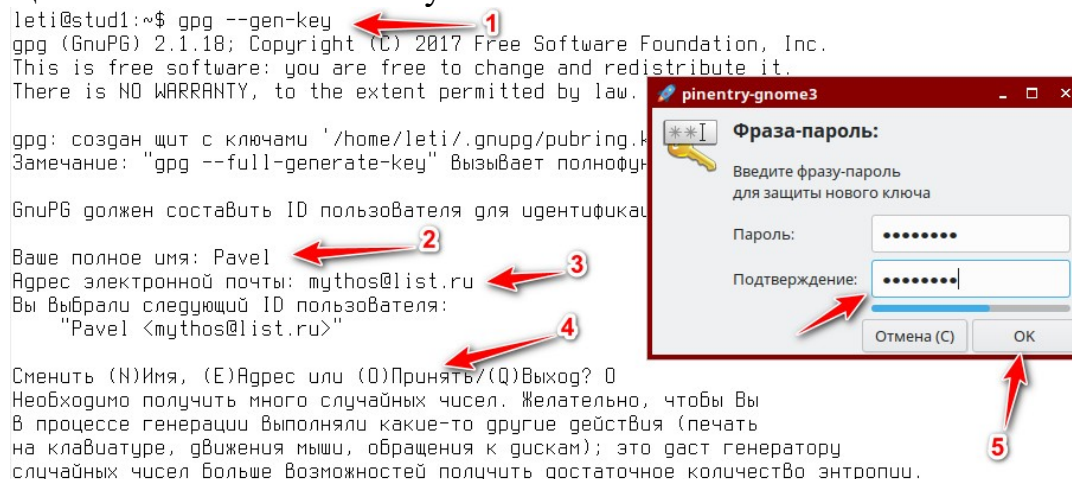 leti@stud1:~$ gpg --gen-key
1
gpg (GnuPG) 2.1.18; Copyright (C) 2017 Free Software Foundation, Inc.
This is free software: you are free to change and redistribute it.
There is NO WARRANTY, to the extent permitted by law.
gpg: создан щит с ключами '/home/leti/.gnupg/pubring.k
Замечание: "gpg --full-generate-key" вызывает полнофун
GnuPG должен составить ID пользователя для идентификац
2
Ваше полное имя: Pavel
3
Адрес электронной почты: mythos@list.ru
Вы выбрали следующий ID пользователя:
"Pavel <mythos@list.ru>"
4
Сменить (N)Имя, (E)Адрес или (O)Принять/(Q)Выход? O
Необходимо получить много случайных чисел. Желательно, чтобы Вы
в процессе генерации выполняли какие-то другие действия (печать
на клавиатуре, движения мыши, обращения к дискам); это даст генератору
случайных чисел больше возможностей получить достаточное количество энтропии.
pinentry-gnome3
Фраза-пароль:
Введите фразу-пароль
для защиты нового ключа
Пароль: ••••••••
Подтверждение: ••••••••
Отмена (C) OK
5